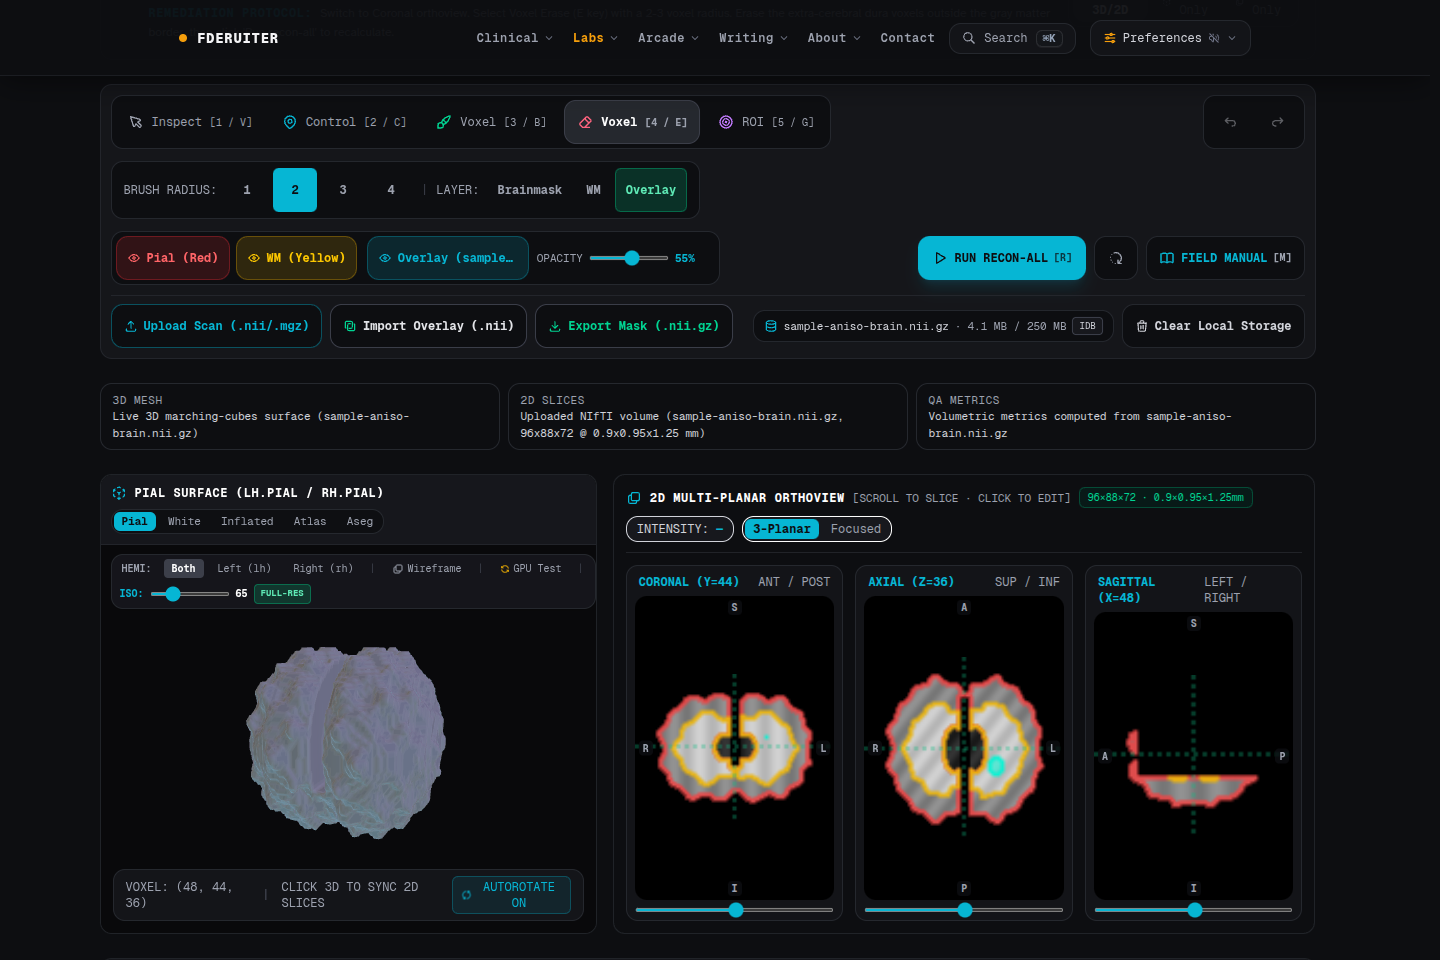 FDERUITER
Clinical
Labs
Arcade
Writing
About
Contact
Search ⌘K
Preferences
Inspect [1 / V]
Control [2 / C]
Voxel [3 / B]
Voxel [4 / E]
ROI [5 / G]
BRUSH RADIUS: 1 2 3 4 | LAYER: Brainmask WM Overlay
Pial (Red)
WM (Yellow)
Overlay (sample…
OPACITY 55%
RUN RECON-ALL [R]
FIELD MANUAL [M]
Upload Scan (.nii/.mgz)
Import Overlay (.nii)
Export Mask (.nii.gz)
sample-aniso-brain.nii.gz · 4.1 MB / 250 MB IDB
Clear Local Storage
3D MESH
Live 3D marching-cubes surface (sample-aniso-
brain.nii.gz)
2D SLICES
Uploaded NIfTI volume (sample-aniso-brain.nii.gz,
96x88x72 @ 0.9x0.95x1.25 mm)
QA METRICS
Volumetric metrics computed from sample-aniso-
brain.nii.gz
PIAL SURFACE (LH.PIAL / RH.PIAL)
Pial White Inflated Atlas Aseg
HEMI: Both Left (lh) Right (rh) | Wireframe | GPU Test |
ISO: 65 FULL-RES
VOXEL: (48, 44,
36)
|
CLICK 3D TO SYNC 2D
SLICES
AUTOROTATE
ON
2D MULTI-PLANAR ORTHOVIEW [SCROLL TO SLICE · CLICK TO EDIT] 96×88×72 · 0.9×0.95×1.25mm
INTENSITY: —
3-Planar Focused
CORONAL (Y=44) ANT / POST
S
R
L
I
AXIAL (Z=36) SUP / INF
A
R
L
P
SAGITTAL
(X=48)
LEFT /
RIGHT
S
A
P
I